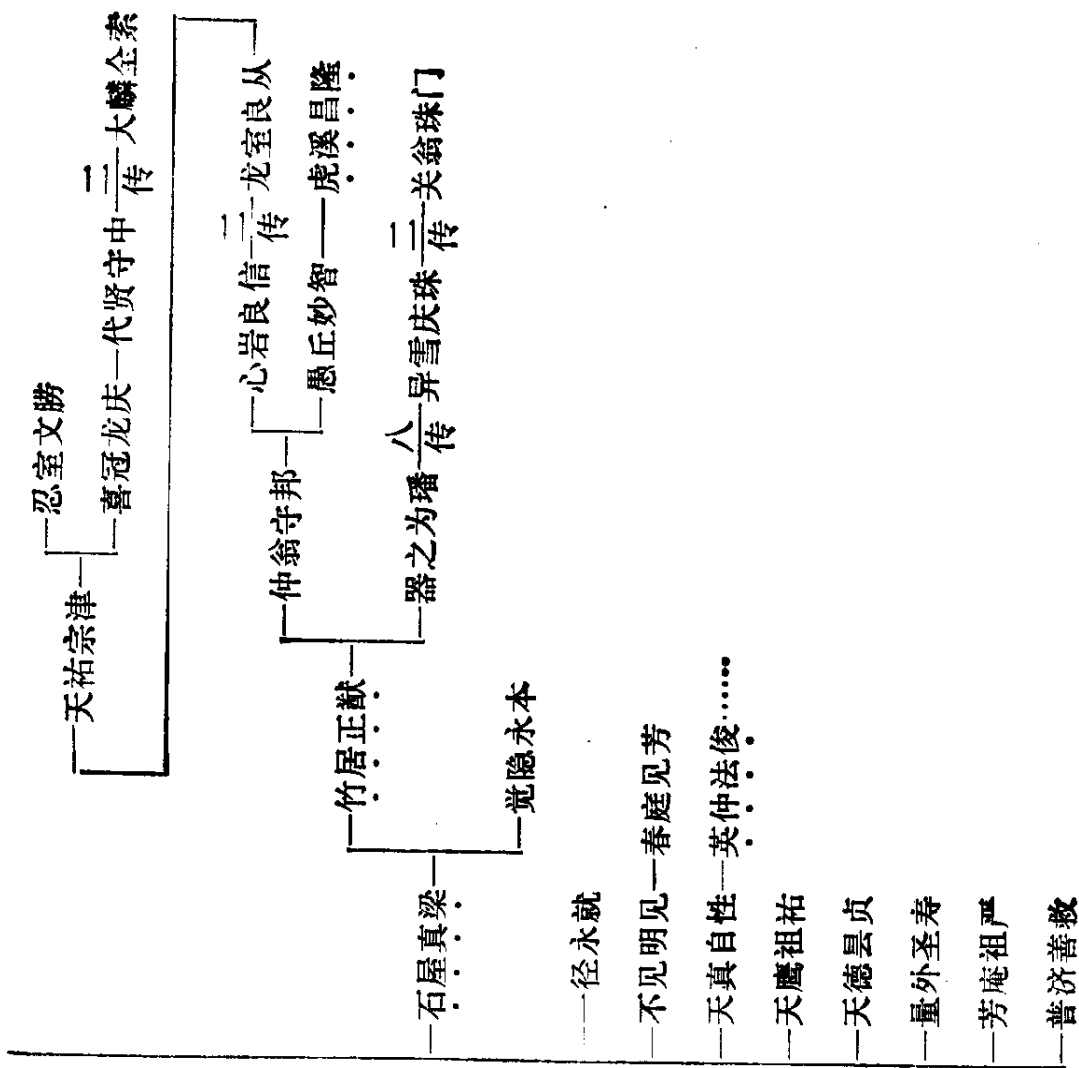 忍室文勝
天祐宗津
喜冠龙庆—代贤守中—二传—大麟全索
心岩良信—二传—龙室良从
仲翁守邦
愚丘妙智—虎溪昌隆
竹居正猷
器之为璠—八传—异雪庆珠—二传—关翁珠门
石屋真梁
觉隐永本
一径永就
不见明见—春庭见芳
天真自性—英仲法俊……
天鹰祖祐
天德昙贞
量外圣寿
芳庵祖严
普济善救